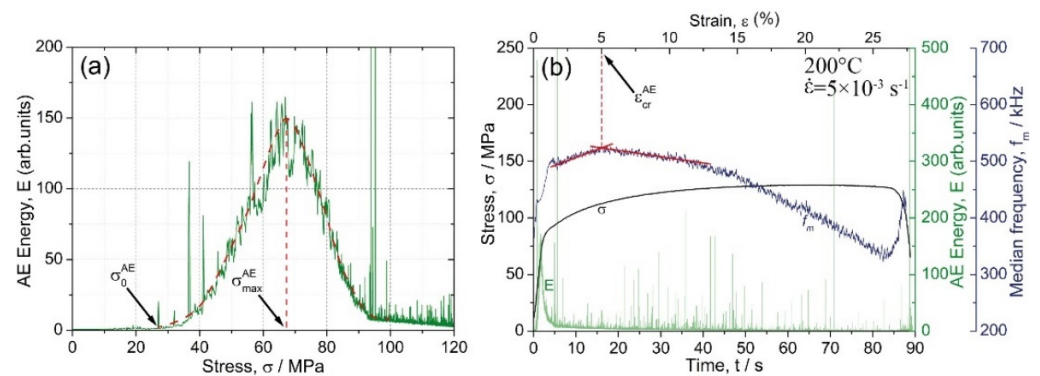 (a)
AE Energy, E (arb.units)
200
150
100
50
0
σ₀ᴬᴱ
σₘₐₓᴬᴱ
0 20 40 60 80 100 120
Stress, σ / MPa
Strain, ε (%)
0 5 10 15 20 25
(b)
Stress, σ / MPa
250
200
150
100
50
0
ε_cr^AE
200°C
ε̇=5×10⁻³ s⁻¹
σ
fₘ
E
0 10 20 30 40 50 60 70 80 90
Time, t / s
500
400
300
200
100
0
AE Energy, E (arb.units)
700
600
500
400
300
200
Median frequency, fₘ / kHz